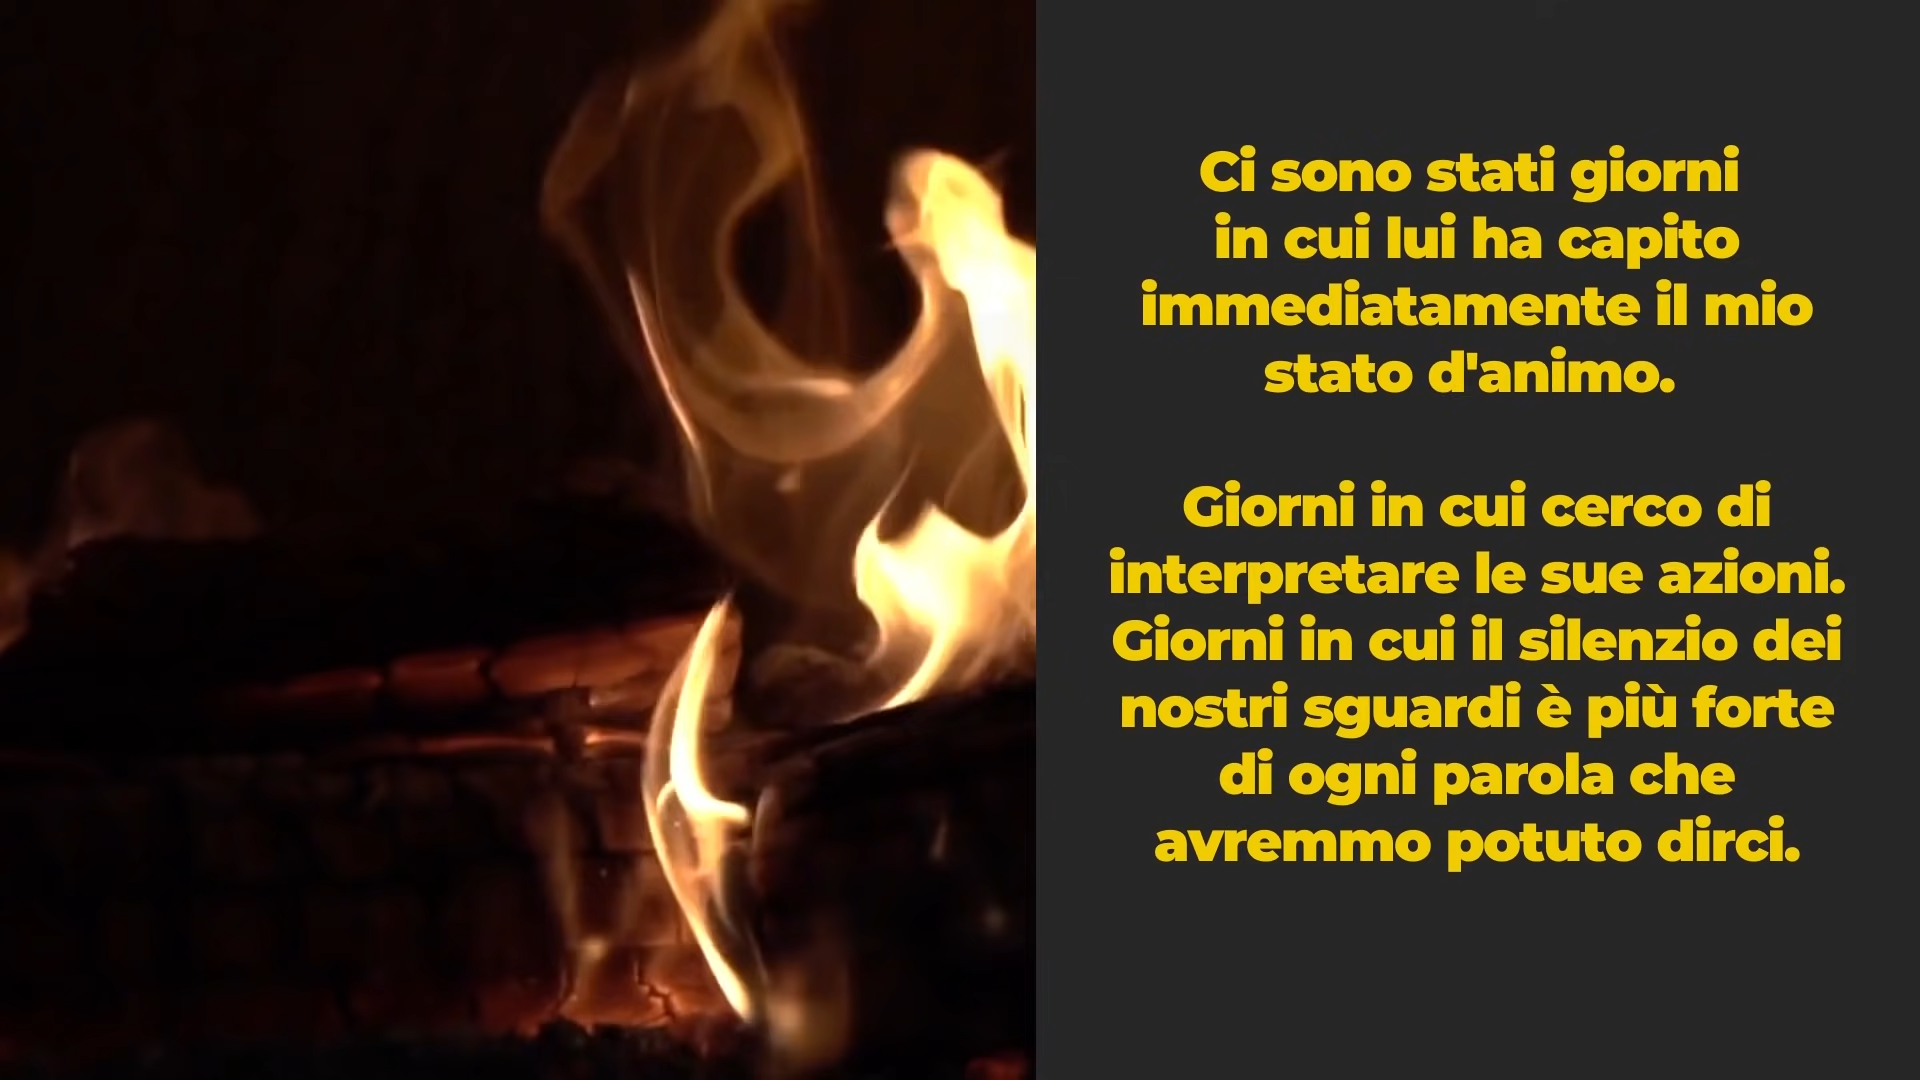 Ci sono stati giorni
in cui lui ha capito
immediatamente il mio
stato d'animo.
Giorni in cui cerco di
interpretare le sue azioni.
Giorni in cui il silenzio dei
nostri sguardi è più forte
di ogni parola che
avremmo potuto dirci.